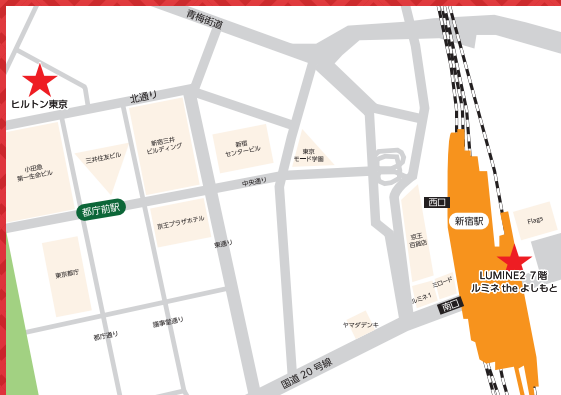 青梅街道
ヒルトン東京
北通り
小田急
第一生命ビル
三井住友ビル
新宿三井
ビルディング
新宿
センタービル
東京
モード学園
中央通り
都庁前駅
京王プラザホテル
東通り
東京都庁
都庁通り
議事堂通り
西口
新宿駅
Flags
京王
百貨店
LUMINE2 7階
ルミネ the よしもと
ミロード
ルミネ1
南口
ヤマダデンキ
国道20号線